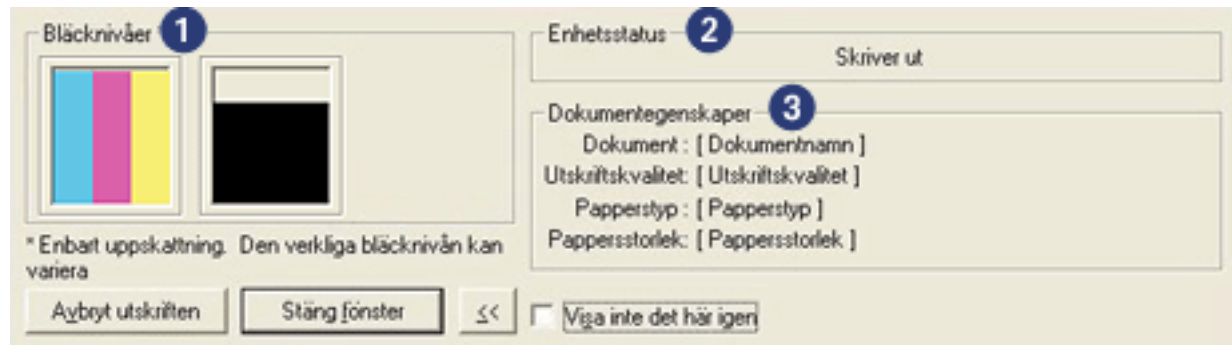 Bläcknivåer 1
* Enbart uppskattning. Den verkliga bläcknivån kan
variera
Avbryt utskriften
Stäng fönster
<<
Enhetsstatus 2
Skriver ut
Dokumentegenskaper 3
Dokument : [ Dokumentnamn ]
Utskriftskvalitet: [ Utskriftskvalitet ]
Papperstyp : [ Papperstyp ]
Pappersstorlek: [ Pappersstorlek ]
Visa inte det här igen